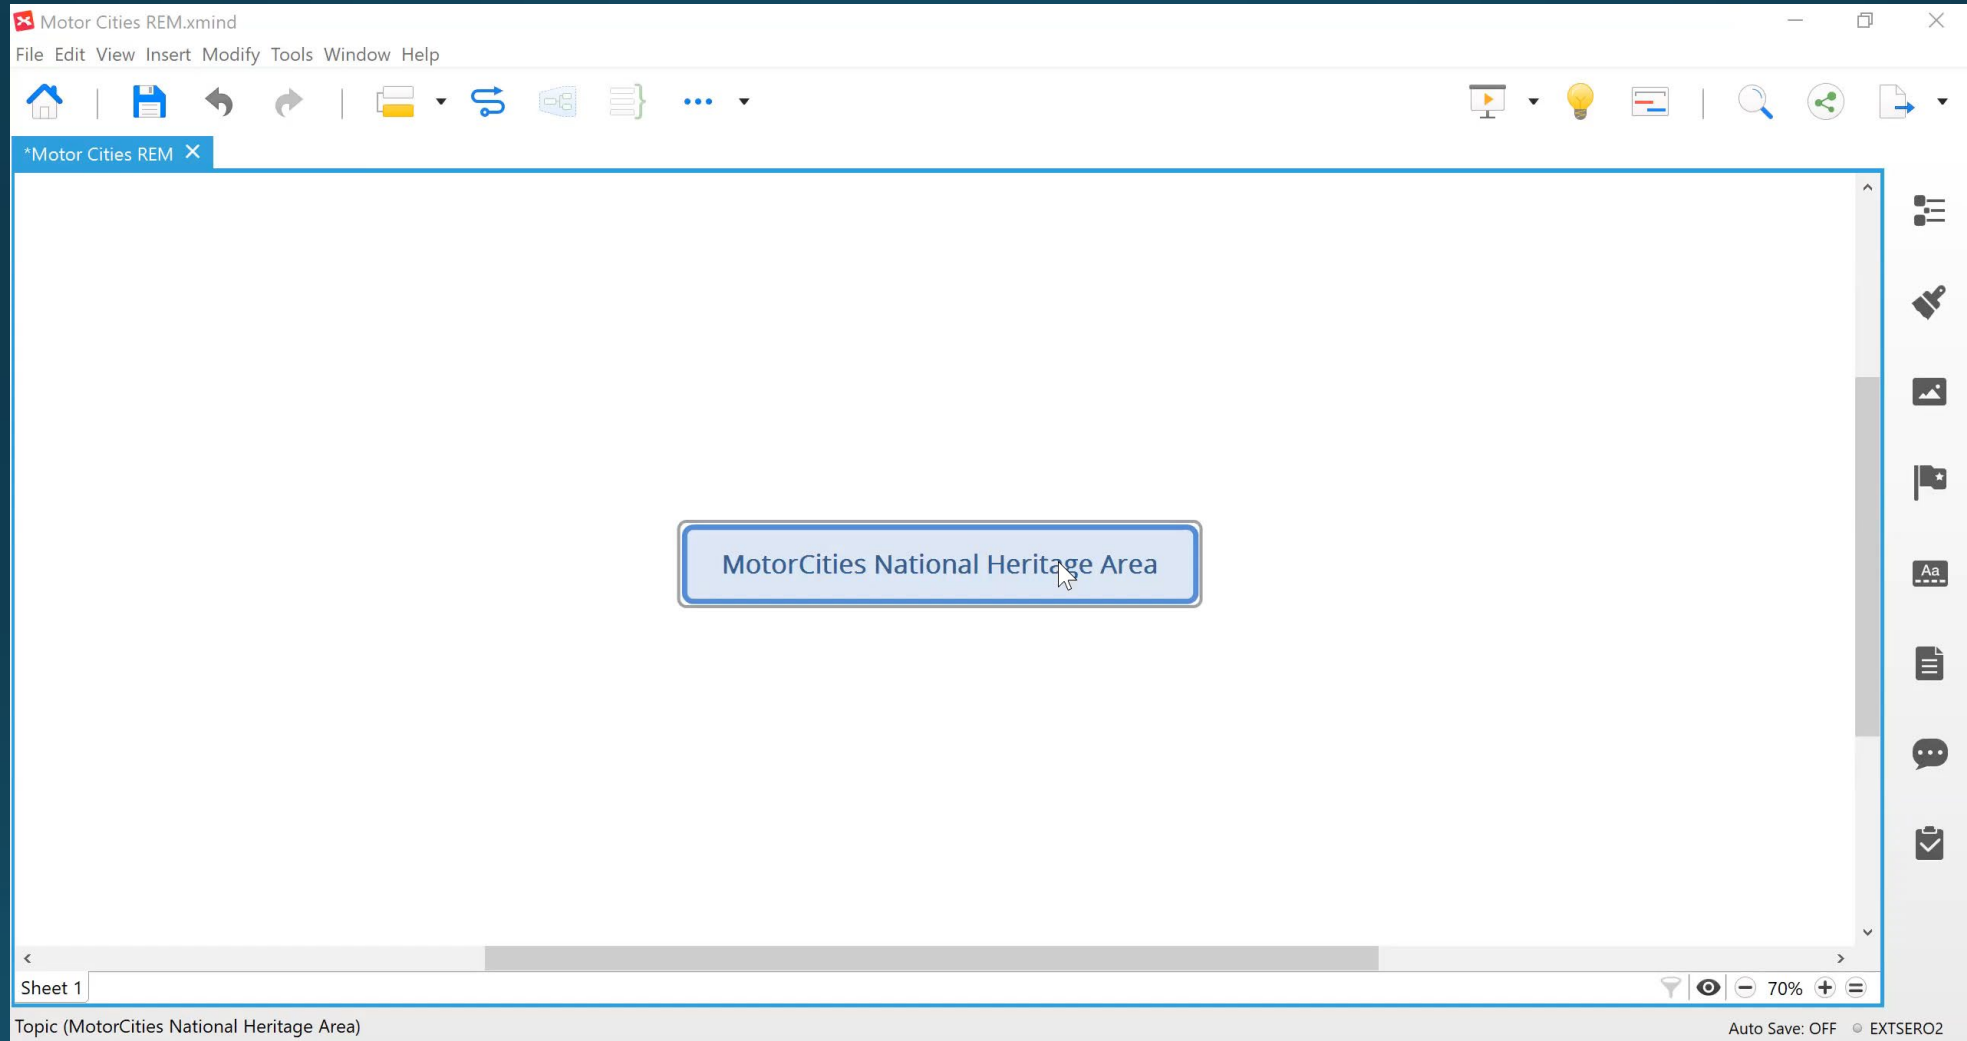 Motor Cities REM.xmind
File Edit View Insert Modify Tools Window Help
*Motor Cities REM
MotorCities National Heritage Area
Aa
Sheet 1
70%
Topic (MotorCities National Heritage Area)
Auto Save: OFF EXTSERO2